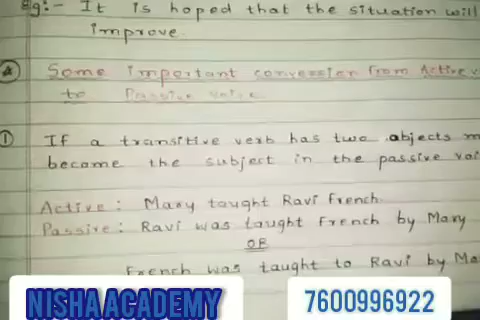 Eg:- It is hoped that the situation will
improve.
Some important conversion from Active v
to Passive voice
① If a transitive verb has two objects m
become the subject in the passive voi
Active: Mary taught Ravi French
Passive: Ravi was taught French by Mary
OR
French was taught to Ravi by Ma
NISHA ACADEMY
7600996922